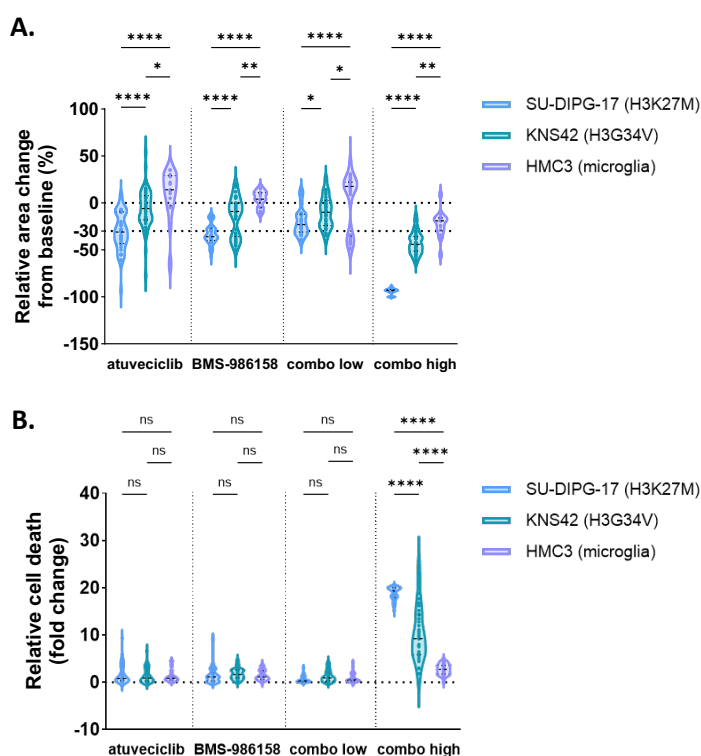 A.
**** **** **** ****
* ** * **
**** **** * ****
Relative area change
from baseline (%)
100
50
0
-30
-50
-100
-150
atuveciclib BMS-986158 combo low combo high
SU-DIPG-17 (H3K27M)
KNS42 (H3G34V)
HMC3 (microglia)
B.
ns ns ns ****
ns ns ns ****
ns ns ns ****
Relative cell death
(fold change)
40
30
20
10
0
-10
atuveciclib BMS-986158 combo low combo high
SU-DIPG-17 (H3K27M)
KNS42 (H3G34V)
HMC3 (microglia)